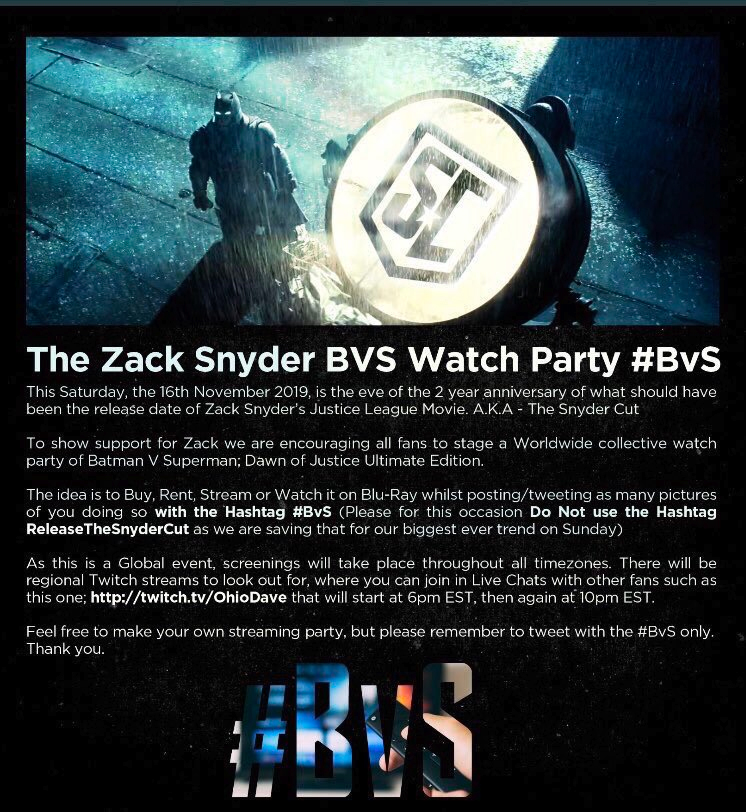 SC
The Zack Snyder BVS Watch Party #BvS
This Saturday, the 16th November 2019, is the eve of the 2 year anniversary of what should have
been the release date of Zack Snyder's Justice League Movie. A.K.A - The Snyder Cut
To show support for Zack we are encouraging all fans to stage a Worldwide collective watch
party of Batman V Superman; Dawn of Justice Ultimate Edition.
The idea is to Buy, Rent, Stream or Watch it on Blu-Ray whilst posting/tweeting as many pictures
of you doing so with the Hashtag #BvS (Please for this occasion Do Not use the Hashtag
ReleaseTheSnyderCut as we are saving that for our biggest ever trend on Sunday)
As this is a Global event, screenings will take place throughout all timezones. There will be
regional Twitch streams to look out for, where you can join in Live Chats with other fans such as
this one; http://twitch.tv/OhioDave that will start at 6pm EST, then again at 10pm EST.
Feel free to make your own streaming party, but please remember to tweet with the #BvS only.
Thank you.
#BvS